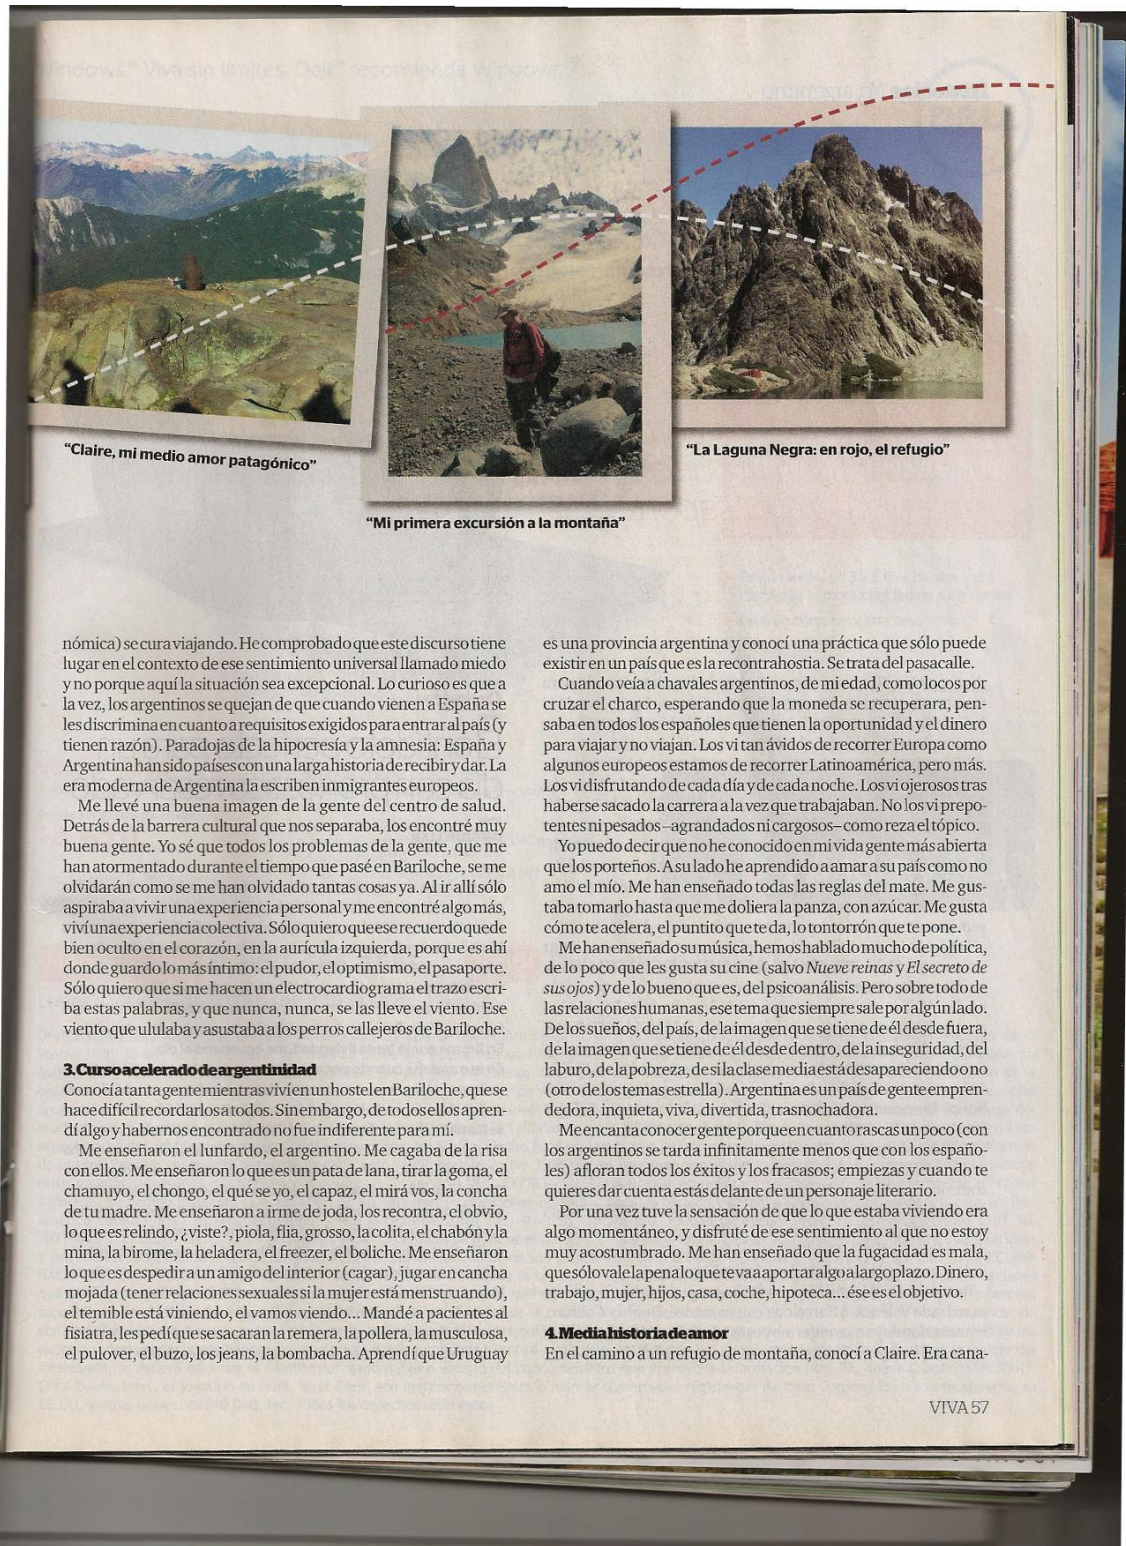 "Claire, mi medio amor patagónico"
"Mi primera excursión a la montaña"
"La Laguna Negra: en rojo, el refugio"
nómica) se cura viajando. He comprobado que este discurso tiene
lugar en el contexto de ese sentimiento universal llamado miedo
y no porque aquí la situación sea excepcional. Lo curioso es que a
la vez, los argentinos se quejan de que cuando vienen a España se
les discrimina en cuanto a requisitos exigidos para entrar al país (y
tienen razón). Paradojas de la hipocresía y la amnesia: España y
Argentina han sido países con una larga historia de recibir y dar. La
era moderna de Argentina la escriben inmigrantes europeos.
Me llevé una buena imagen de la gente del centro de salud.
Detrás de la barrera cultural que nos separaba, los encontré muy
buena gente. Yo sé que todos los problemas de la gente, que me
han atormentado durante el tiempo que pasé en Bariloche, se me
olvidarán como se me han olvidado tantas cosas ya. Al ir allí sólo
aspiraba a vivir una experiencia personal y me encontré algo más,
viví una experiencia colectiva. Sólo quiero que ese recuerdo quede
bien oculto en el corazón, en la aurícula izquierda, porque es ahí
donde guardo lo más íntimo: el pudor, el optimismo, el pasaporte.
Sólo quiero que si me hacen un electrocardiograma el trazo escri-
ba estas palabras, y que nunca, nunca, se las lleve el viento. Ese
viento que ululaba y asustaba a los perros callejeros de Bariloche.
3. Curso acelerado de argentinidad
Conocí a tanta gente mientras viví en un hostel en Bariloche, que se
hace difícil recordarlos a todos. Sin embargo, de todos ellos apren-
dí algo y habernos encontrado no fue indiferente para mí.
Me enseñaron el lunfardo, el argentino. Me cagaba de la risa
con ellos. Me enseñaron lo que es un pata de lana, tirar la goma, el
chamuyo, el chongo, el qué se yo, el capaz, el mirá vos, la concha
de tu madre. Me enseñaron a irme de joda, los recontra, el obvio,
lo que es relindo, ¿viste?, piola, flia, grosso, la colita, el chabón y la
mina, la birome, la heladera, el freezer, el boliche. Me enseñaron
lo que es despedir a un amigo del interior (cagar), jugar en cancha
mojada (tener relaciones sexuales si la mujer está menstruando),
el temible está viniendo, el vamos viendo... Mandé a pacientes al
fisiatra, les pedí que se sacaran la remera, la pollera, la musculosa,
el pulover, el buzo, los jeans, la bombacha. Aprendí que Uruguay
es una provincia argentina y conocí una práctica que sólo puede
existir en un país que es la recontrahostia. Se trata del pasacalle.
Cuando veía a chavales argentinos, de mi edad, como locos por
cruzar el charco, esperando que la moneda se recuperara, pen-
saba en todos los españoles que tienen la oportunidad y el dinero
para viajar y no viajan. Los vi tan ávidos de recorrer Europa como
algunos europeos estamos de recorrer Latinoamérica, pero más.
Los vi disfrutando de cada día y de cada noche. Los vi ojerosos tras
haberse sacado la carrera a la vez que trabajaban. No los vi prepo-
tentes ni pesados –agrandados ni cargosos– como reza el tópico.
Yo puedo decir que no he conocido en mi vida gente más abierta
que los porteños. A su lado he aprendido a amar a su país como no
amo el mío. Me han enseñado todas las reglas del mate. Me gus-
taba tomarlo hasta que me doliera la panza, con azúcar. Me gusta
cómo te acelera, el puntito que te da, lo tontorrón que te pone.
Me han enseñado su música, hemos hablado mucho de política,
de lo poco que les gusta su cine (salvo Nueve reinas y El secreto de
sus ojos) y de lo bueno que es, del psicoanálisis. Pero sobre todo de
las relaciones humanas, ese tema que siempre sale por algún lado.
De los sueños, del país, de la imagen que se tiene de él desde fuera,
de la imagen que se tiene de él desde dentro, de la inseguridad, del
laburo, de la pobreza, de si la clase media está desapareciendo o no
(otro de los temas estrella). Argentina es un país de gente empren-
dedora, inquieta, viva, divertida, trasnochadora.
Me encanta conocer gente porque en cuanto rascas un poco (con
los argentinos se tarda infinitamente menos que con los españo-
les) afloran todos los éxitos y los fracasos; empiezas y cuando te
quieres dar cuenta estás delante de un personaje literario.
Por una vez tuve la sensación de que lo que estaba viviendo era
algo momentáneo, y disfruté de ese sentimiento al que no estoy
muy acostumbrado. Me han enseñado que la fugacidad es mala,
que sólo vale la pena lo que te va a aportar algo a largo plazo. Dinero,
trabajo, mujer, hijos, casa, coche, hipoteca... ése es el objetivo.
4. Media historia de amor
En el camino a un refugio de montaña, conocí a Claire. Era cana-
VIVA 57